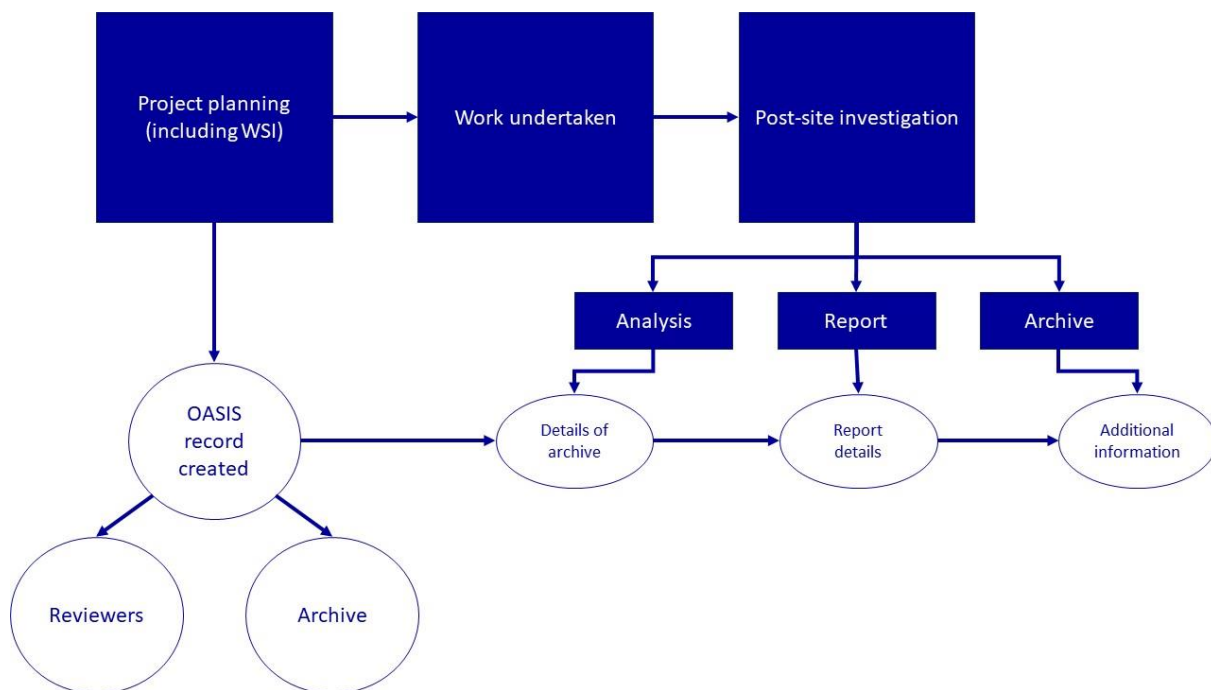 Project planning
(including WSI)
Work undertaken
Post-site investigation
Analysis
Report
Archive
OASIS
record
created
Details of
archive
Report
details
Additional
information
Reviewers
Archive